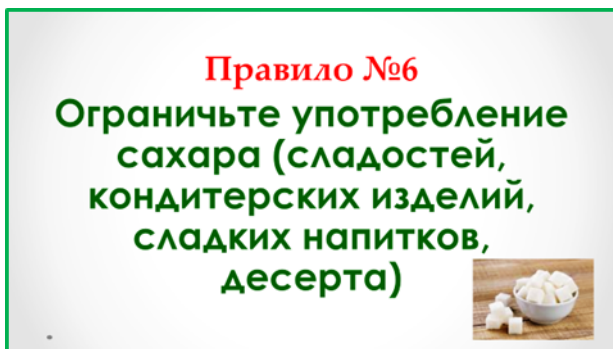 Правило №6
Ограничьте употребление
сахара (сладостей,
кондитерских изделий,
сладких напитков,
десерта)